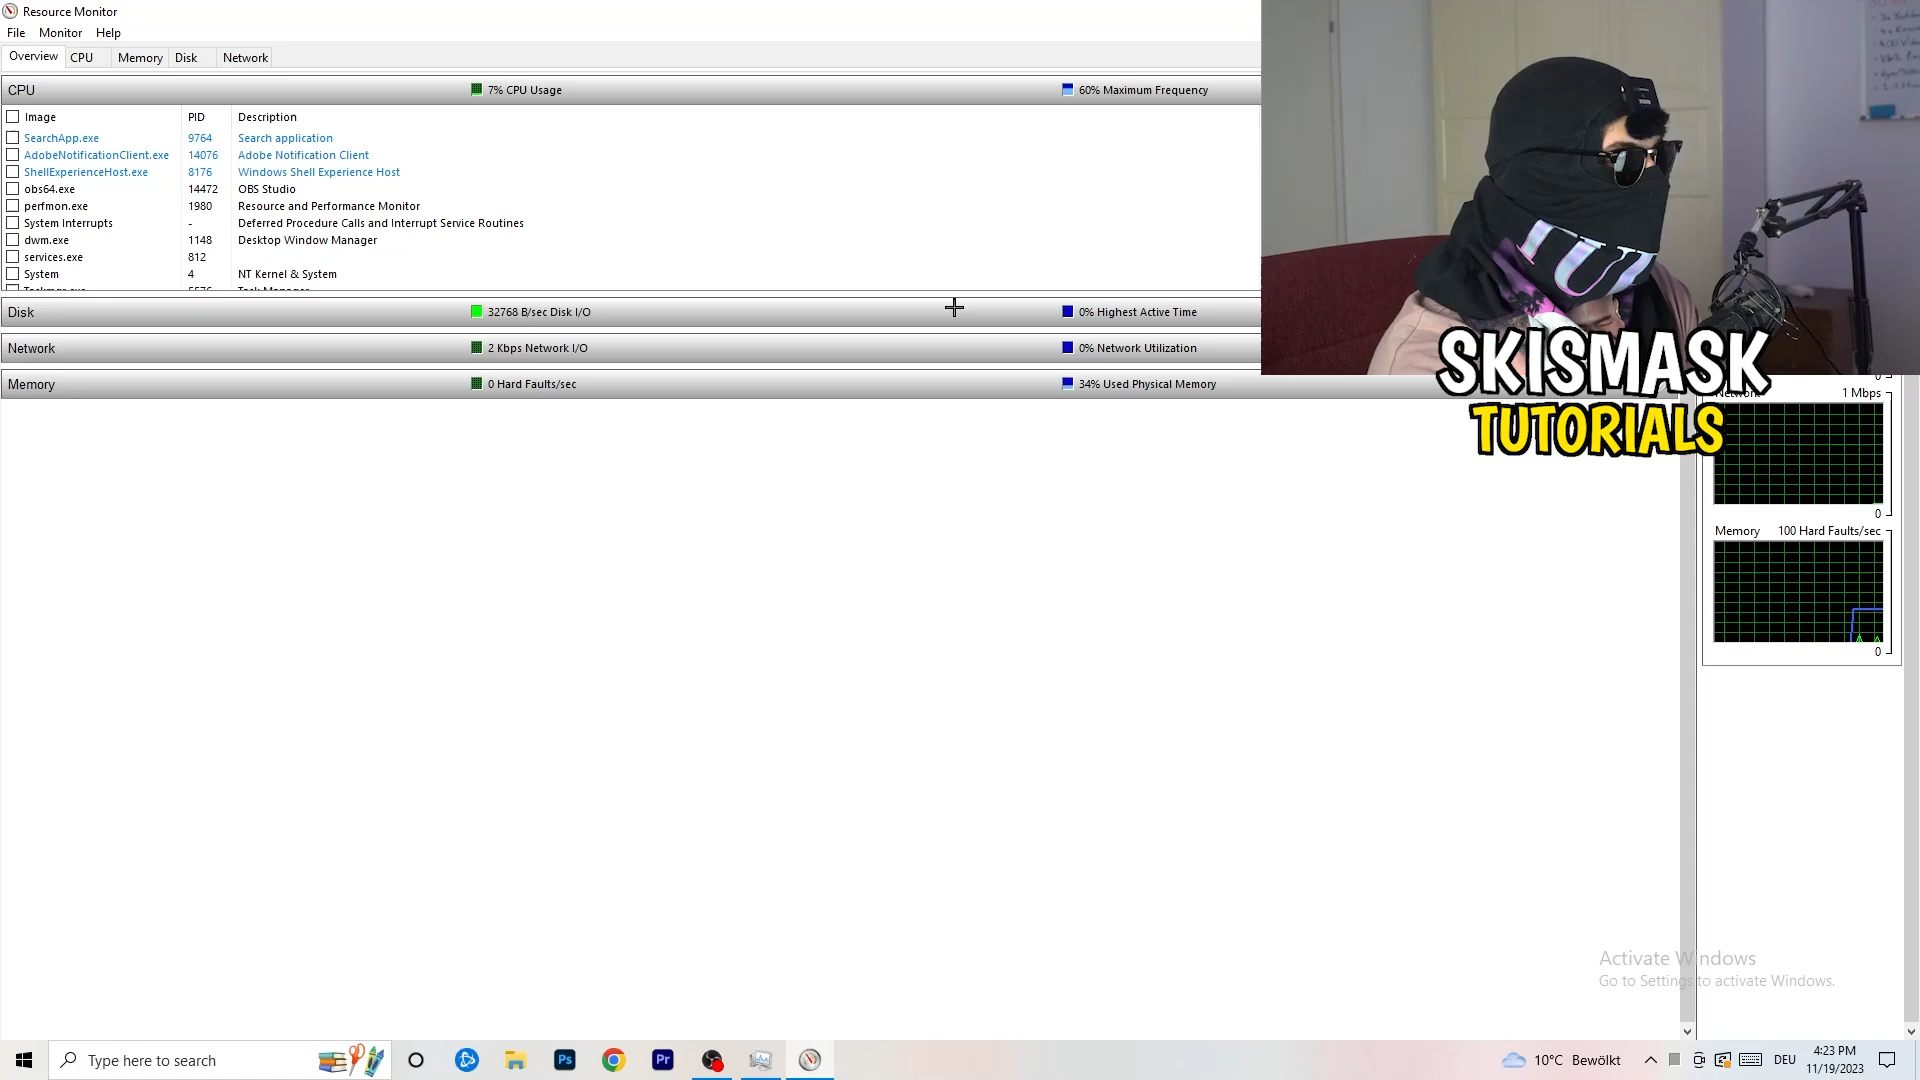 Resource Monitor
File Monitor Help
Overview CPU Memory Disk Network
CPU 7% CPU Usage 60% Maximum Frequency
Image PID Description
SearchApp.exe 9764 Search application
AdobeNotificationClient.exe 14076 Adobe Notification Client
ShellExperienceHost.exe 8176 Windows Shell Experience Host
obs64.exe 14472 OBS Studio
perfmon.exe 1980 Resource and Performance Monitor
System Interrupts - Deferred Procedure Calls and Interrupt Service Routines
dwm.exe 1148 Desktop Window Manager
services.exe 812
System 4 NT Kernel & System
Disk 32768 B/sec Disk I/O 0% Highest Active Time
Network 2 Kbps Network I/O 0% Network Utilization
Memory 0 Hard Faults/sec 34% Used Physical Memory
SKISMASK
TUTORIALS
Network 1 Mbps
0
Memory 100 Hard Faults/sec
0
Activate Windows
Go to Settings to activate Windows.
Type here to search
Ps
Pr
10°C Bewölkt
DEU
4:23 PM
11/19/2023